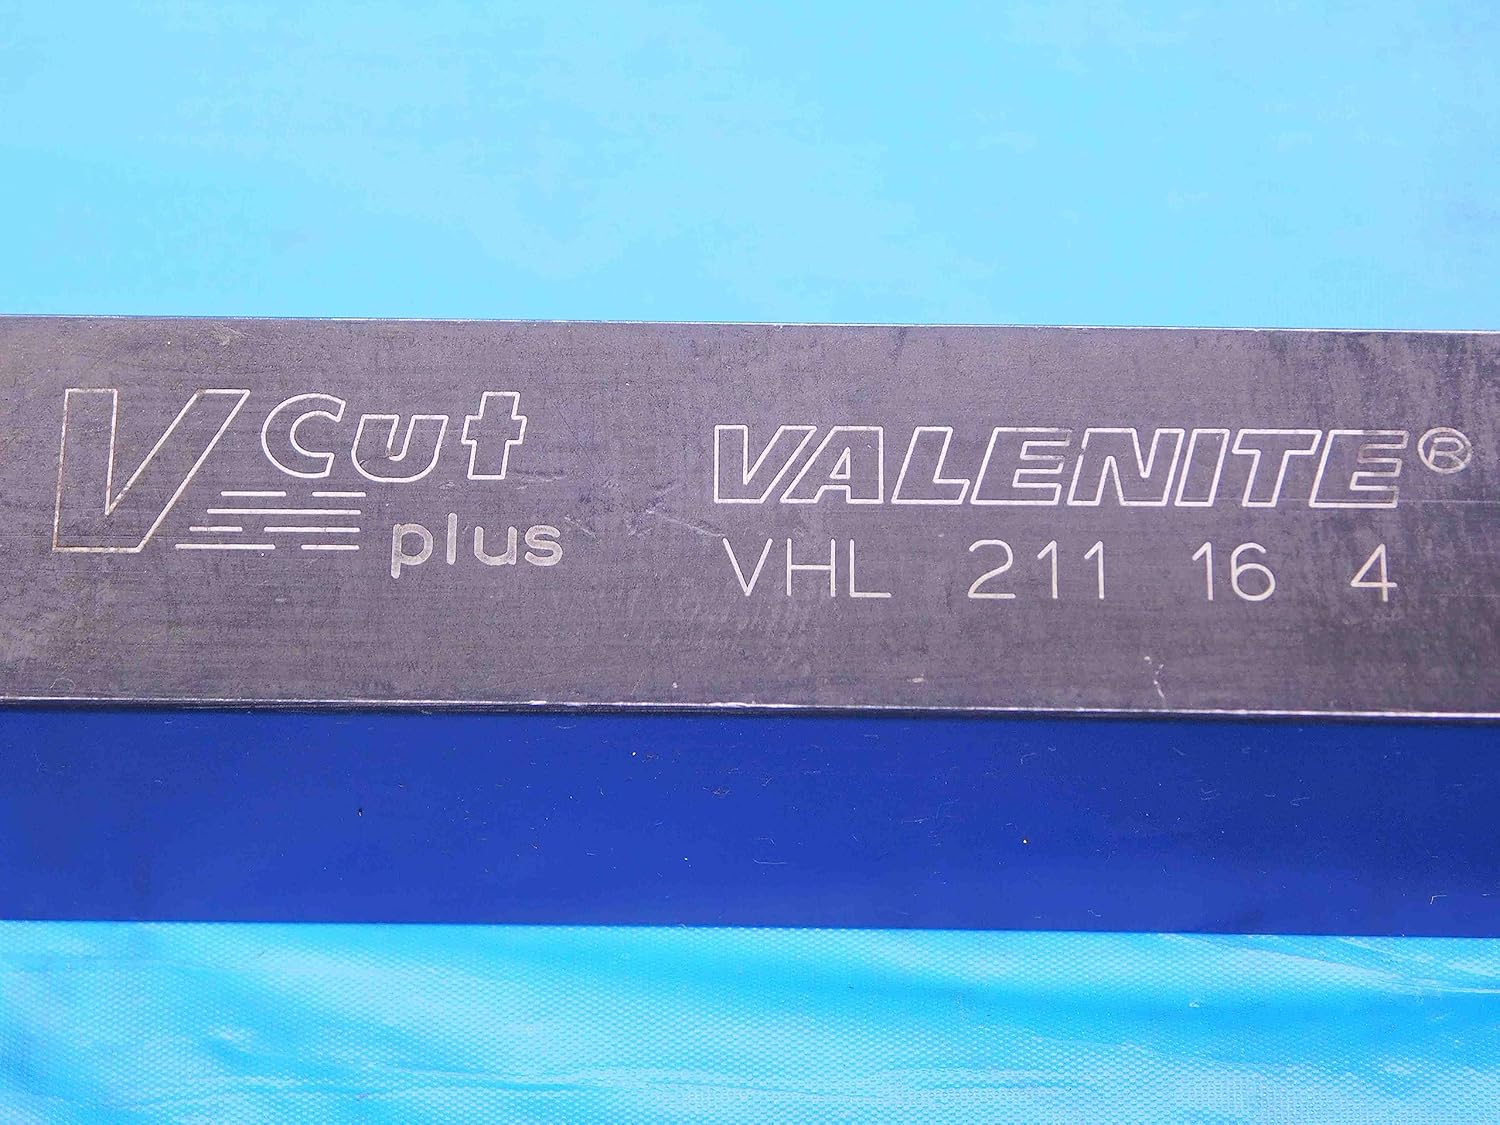 V Cut
plus
VALENITE®
VHL 211 16 4